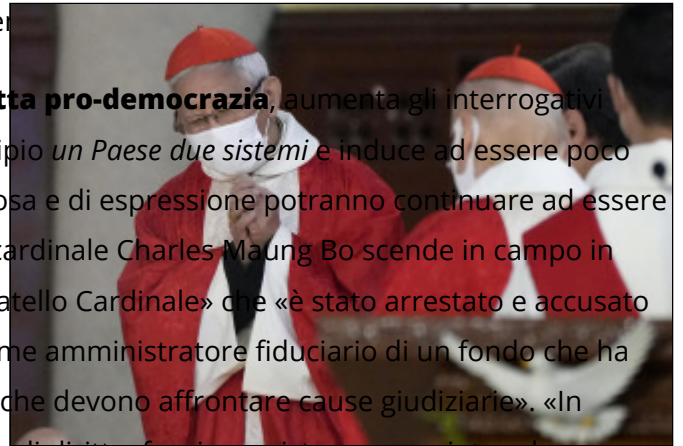 er
tta pro-democrazia, aumenta gli interrogativi
ipio un Paese due sistemi e induce ad essere poco
osa e di espressione potranno continuare ad essere
cardinale Charles Maung Bo scende in campo in
atello Cardinale» che «è stato arrestato e accusato
me amministratore fiduciario di un fondo che ha
che devono affrontare cause giudiziarie». «In